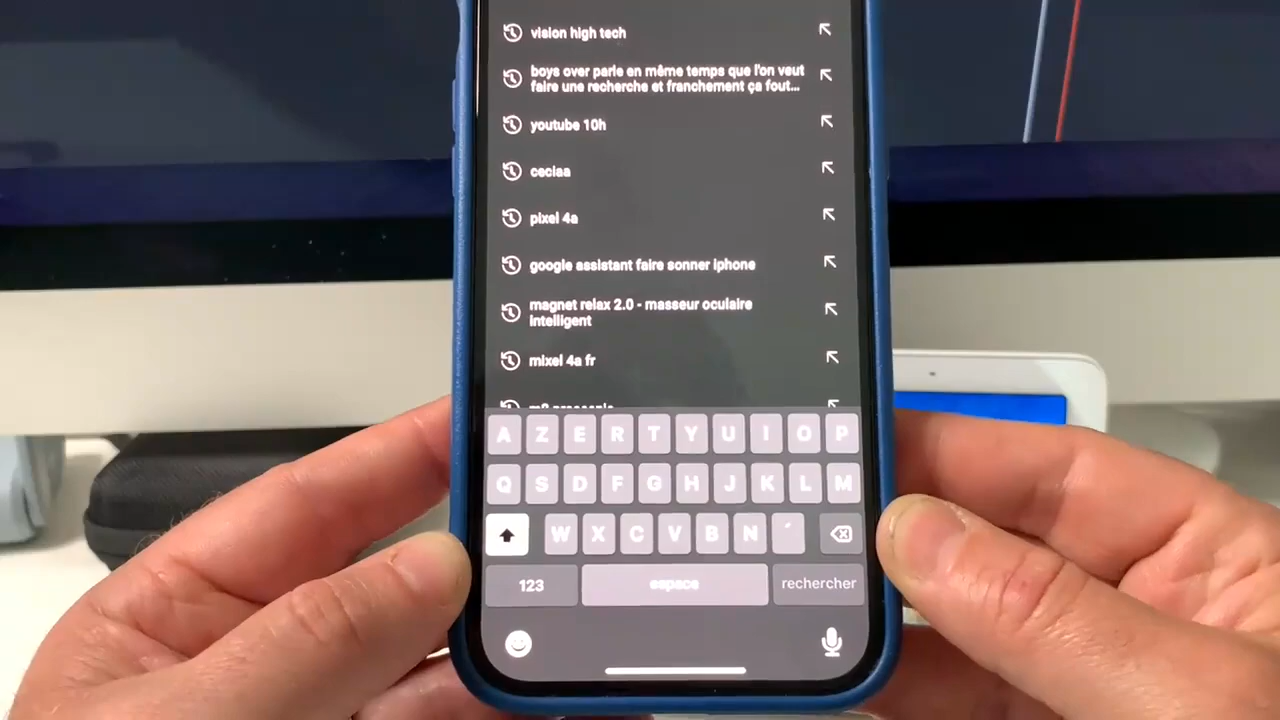 vision high tech
boys over parle en même temps que l'on veut
faire une recherche et franchement ça fout...
youtube 10h
ceciaa
pixel 4a
google assistant faire sonner iphone
magnet relax 2.0 - masseur oculaire
intelligent
mixel 4a fr
A Z E R T Y U I O P
Q S D F G H J K L M
W X C V B N ´
123 espace rechercher